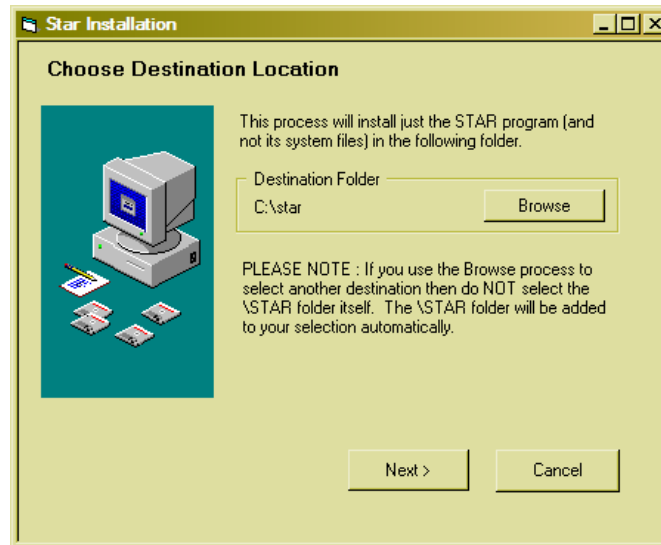 Star Installation
Choose Destination Location
This process will install just the STAR program (and
not its system files) in the following folder.
Destination Folder
C:\star
Browse
PLEASE NOTE : If you use the Browse process to
select another destination then do NOT select the
\STAR folder itself.  The \STAR folder will be added
to your selection automatically.
Next >
Cancel